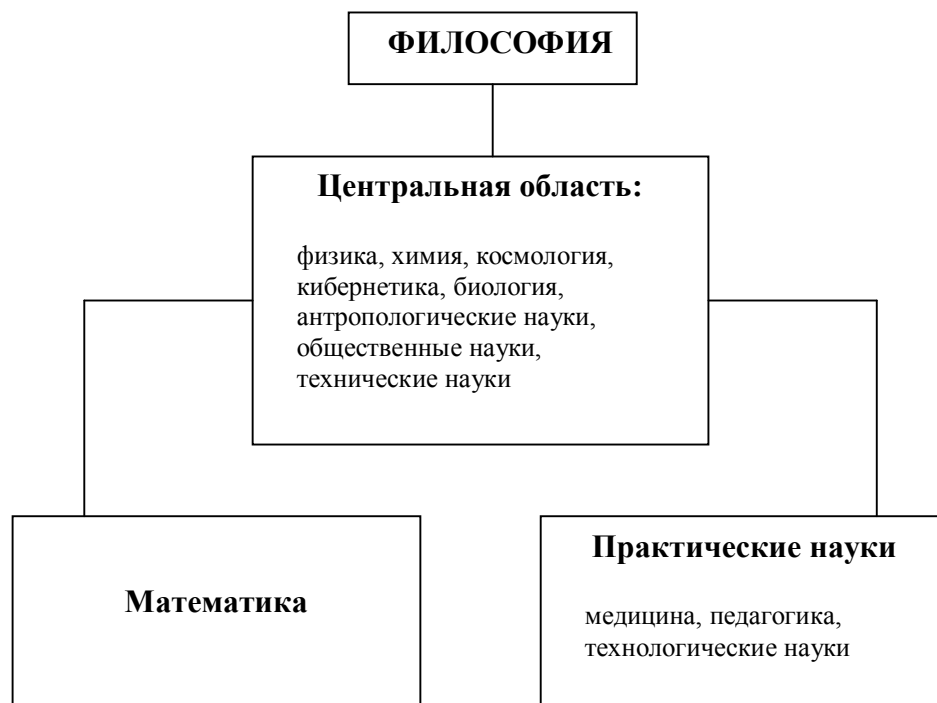 ФИЛОСОФИЯ
Центральная область:
физика, химия, космология,
кибернетика, биология,
антропологические науки,
общественные науки,
технические науки
Математика
Практические науки
медицина, педагогика,
технологические науки